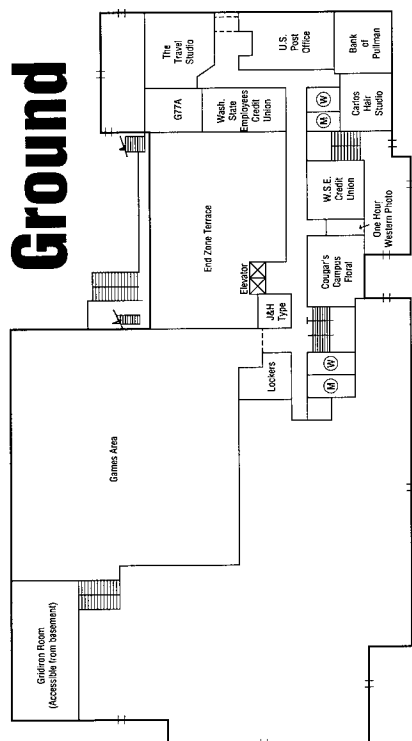 Ground
The
Travel
Studio
U.S.
Post
Office
Bank
of
Pullman
G77A
Wash. State
Employees
Credit
Union
M
W
Carlos
Hair
Studio
End Zone Terrace
W.S.E.
Credit
Union
One Hour
Western Photo
Elevator
J&H
Type
Cougar's
Campus
Floral
Games Area
Lockers
M
W
Gridiron Room
(Accessible from basement)